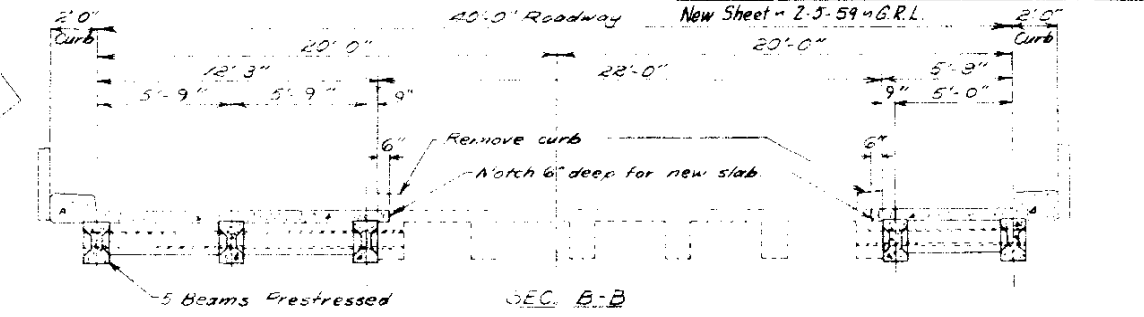 2'0" 40'-0" Roadway New Sheet - 2-5-59 - G.R.L. 2'0"
Curb Curb
20'0" 20'-0"
12'3" 22'-0" 5'-9"
5'-9" 5'-9" 9" 9" 5'-0"
6" Remove curb 6"
Notch 6" deep for new slab.
A
5 Beams Prestressed
SEC. B-B